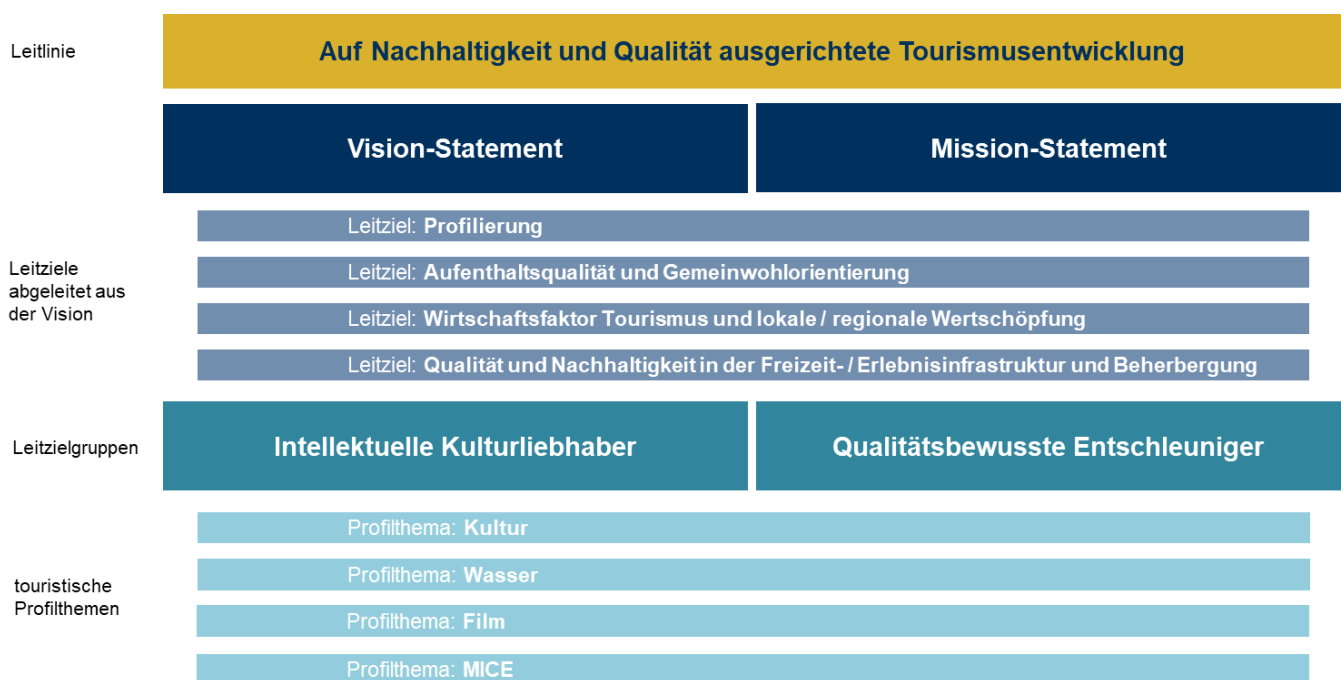 Leitlinie
Auf Nachhaltigkeit und Qualität ausgerichtete Tourismusentwicklung
Vision-Statement
Mission-Statement
Leitziele
abgeleitet aus
der Vision
Leitziel: Profilierung
Leitziel: Aufenthaltsqualität und Gemeinwohlorientierung
Leitziel: Wirtschaftsfaktor Tourismus und lokale / regionale Wertschöpfung
Leitziel: Qualität und Nachhaltigkeit in der Freizeit- / Erlebnisinfrastruktur und Beherbergung
Leitzielgruppen
Intellektuelle Kulturliebhaber
Qualitätsbewusste Entschleuniger
touristische
Profilthemen
Profilthema: Kultur
Profilthema: Wasser
Profilthema: Film
Profilthema: MICE